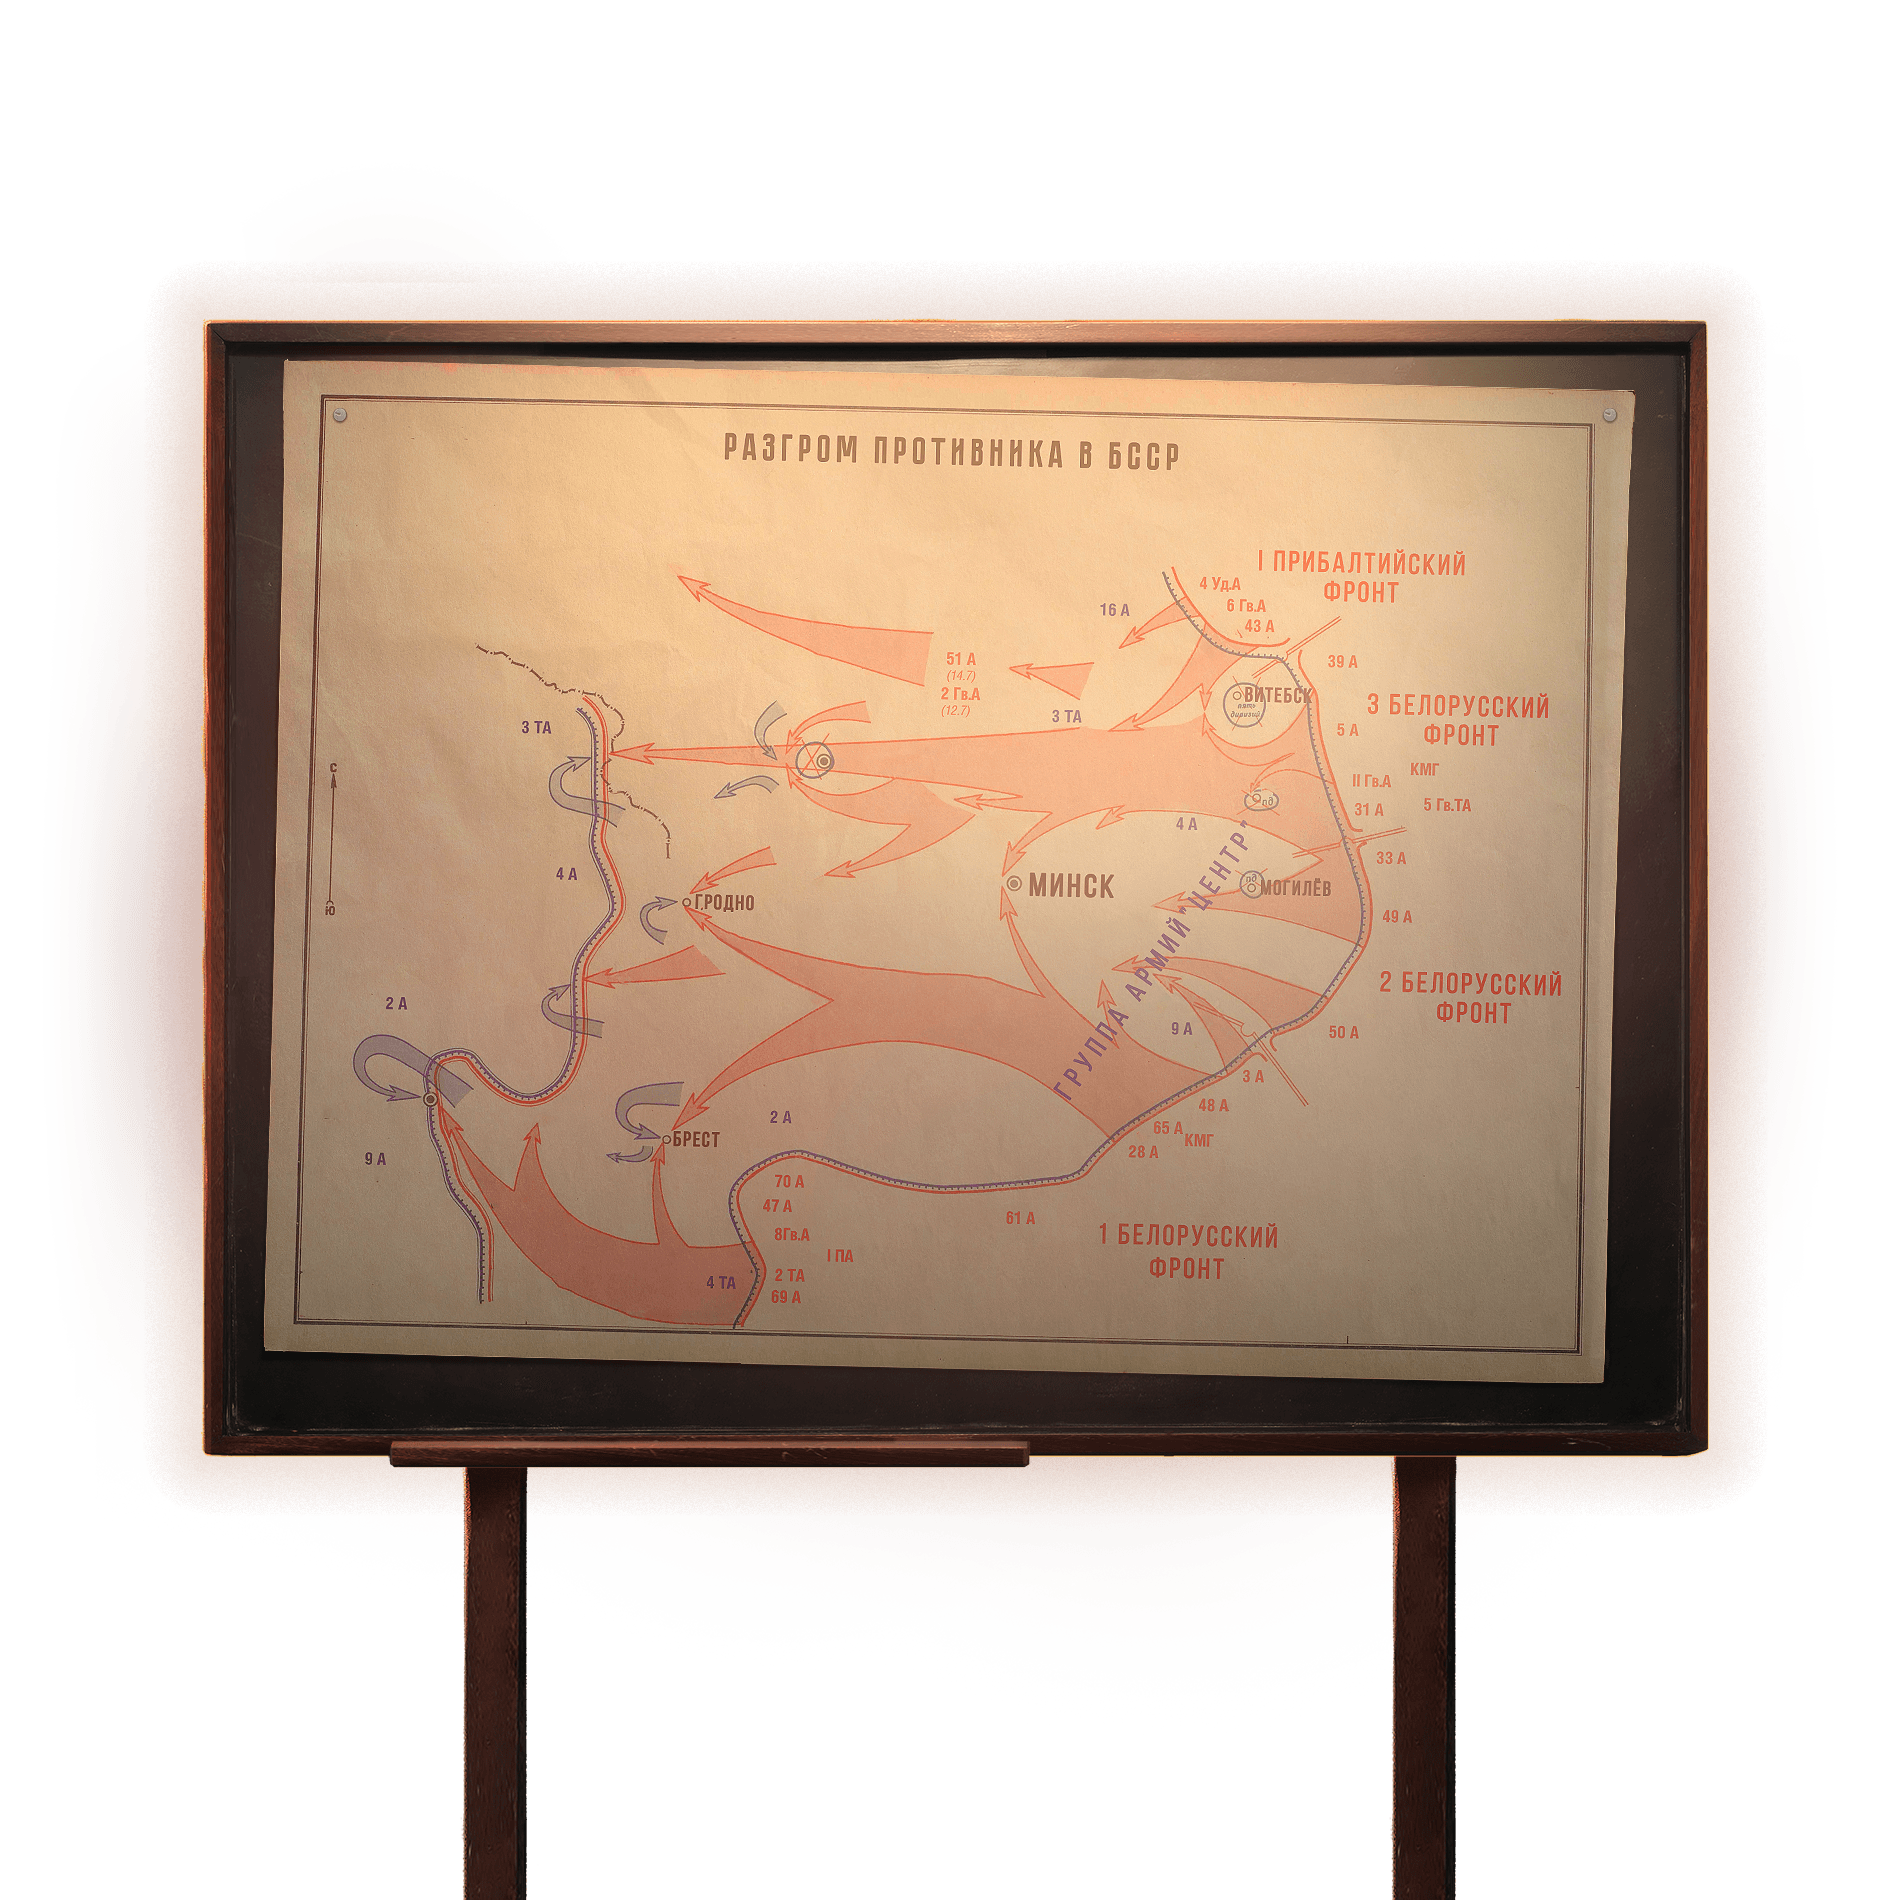 РАЗГРОМ ПРОТИВНИКА В БССР
I ПРИБАЛТИЙСКИЙ
ФРОНТ
4 Уд.А
6 Гв.А
43 А
16 А
39 А
51 А
(14.7)
2 Гв.А
(12.7)
3 ТА
ВИТЕБСК
пять
дивизий
3 БЕЛОРУССКИЙ
ФРОНТ
5 А
3 ТА
КМГ
II Гв.А
5 Гв.ТА
31 А
С
Ю
пд
4 А
33 А
4 А
МИНСК
пд
МОГИЛЁВ
Г.РОДНО
49 А
ГРУППА АРМИЙ "ЦЕНТР"
2 БЕЛОРУССКИЙ
ФРОНТ
2 А
9 А
50 А
3 А
48 А
65 А
КМГ
28 А
2 А
БРЕСТ
9 А
70 А
47 А
61 А
8Гв.А
I ПА
2 ТА
4 ТА
69 А
1 БЕЛОРУССКИЙ
ФРОНТ